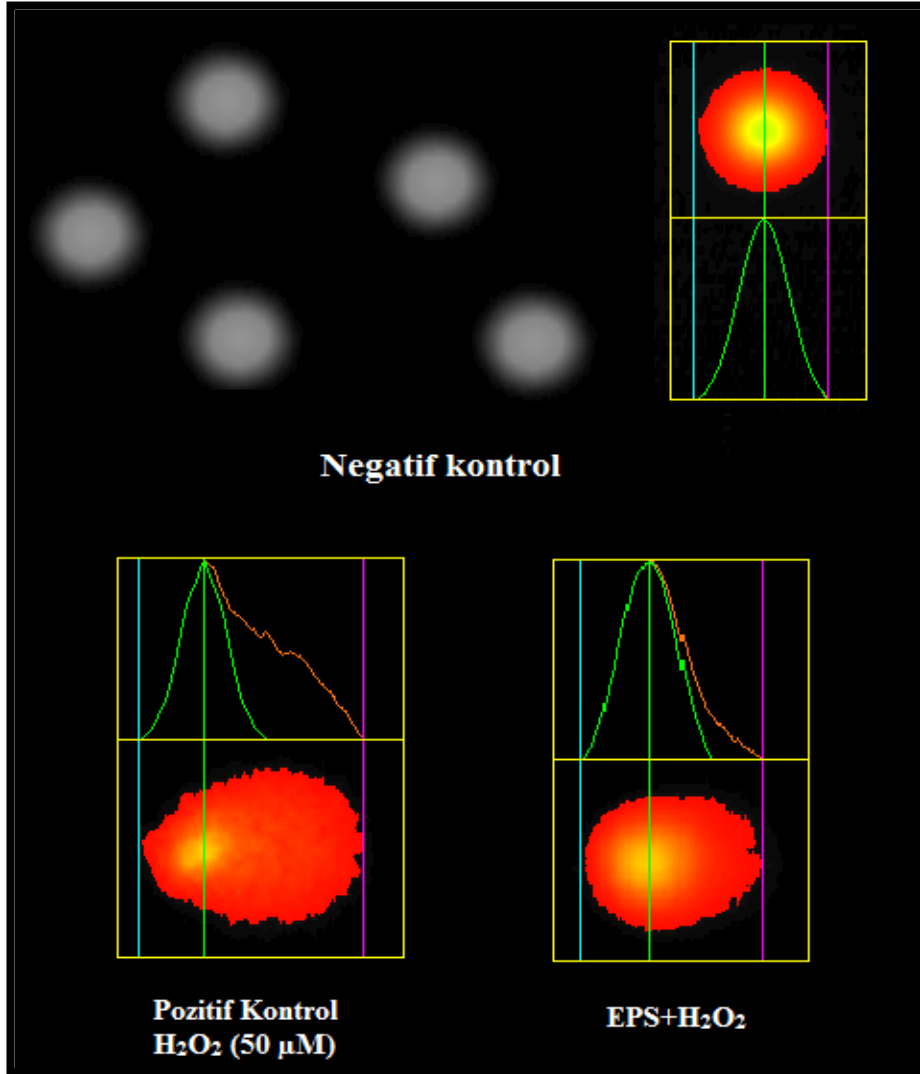 Negatif kontrol
Pozitif Kontrol
H₂O₂ (50 µM)
EPS+H₂O₂